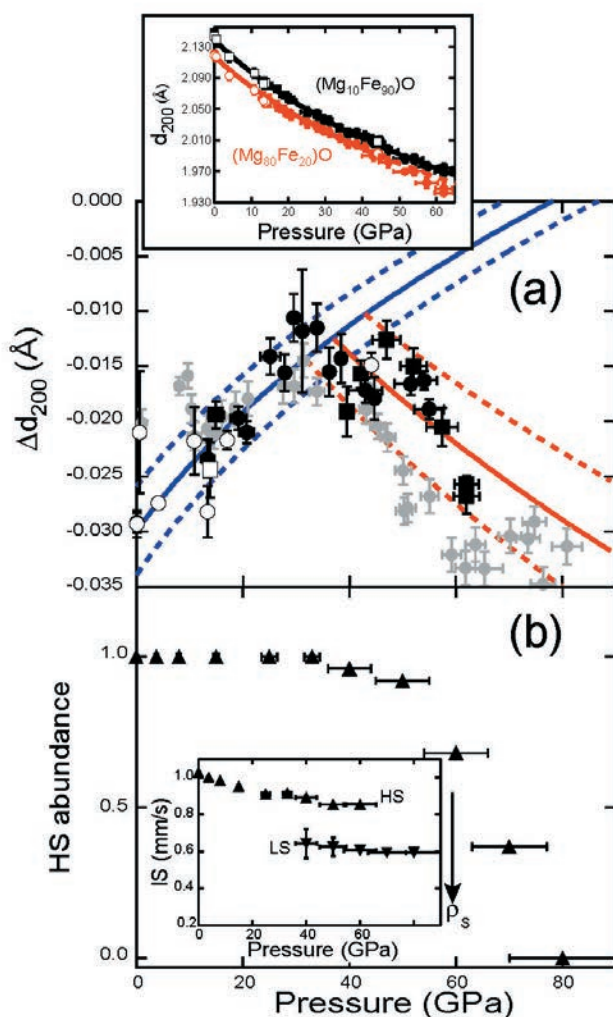 2.130
2.090
2.050
2.010
1.970
1.930
d₂₀₀ (Å)
(Mg₁₀Fe₉₀)O
(Mg₈₀Fe₂₀)O
0 10 20 30 40 50 60
Pressure (GPa)
0.000
-0.005
-0.010
-0.015
-0.020
-0.025
-0.030
-0.035
Δd₂₀₀ (Å)
(a)
(b)
1.0
0.5
0.0
HS abundance
1.0
0.8
0.6
0.4
0.2
IS (mm/s)
HS
LS
0 20 40 60
Pressure (GPa)
ρₛ
0 20 40 60 80
Pressure (GPa)